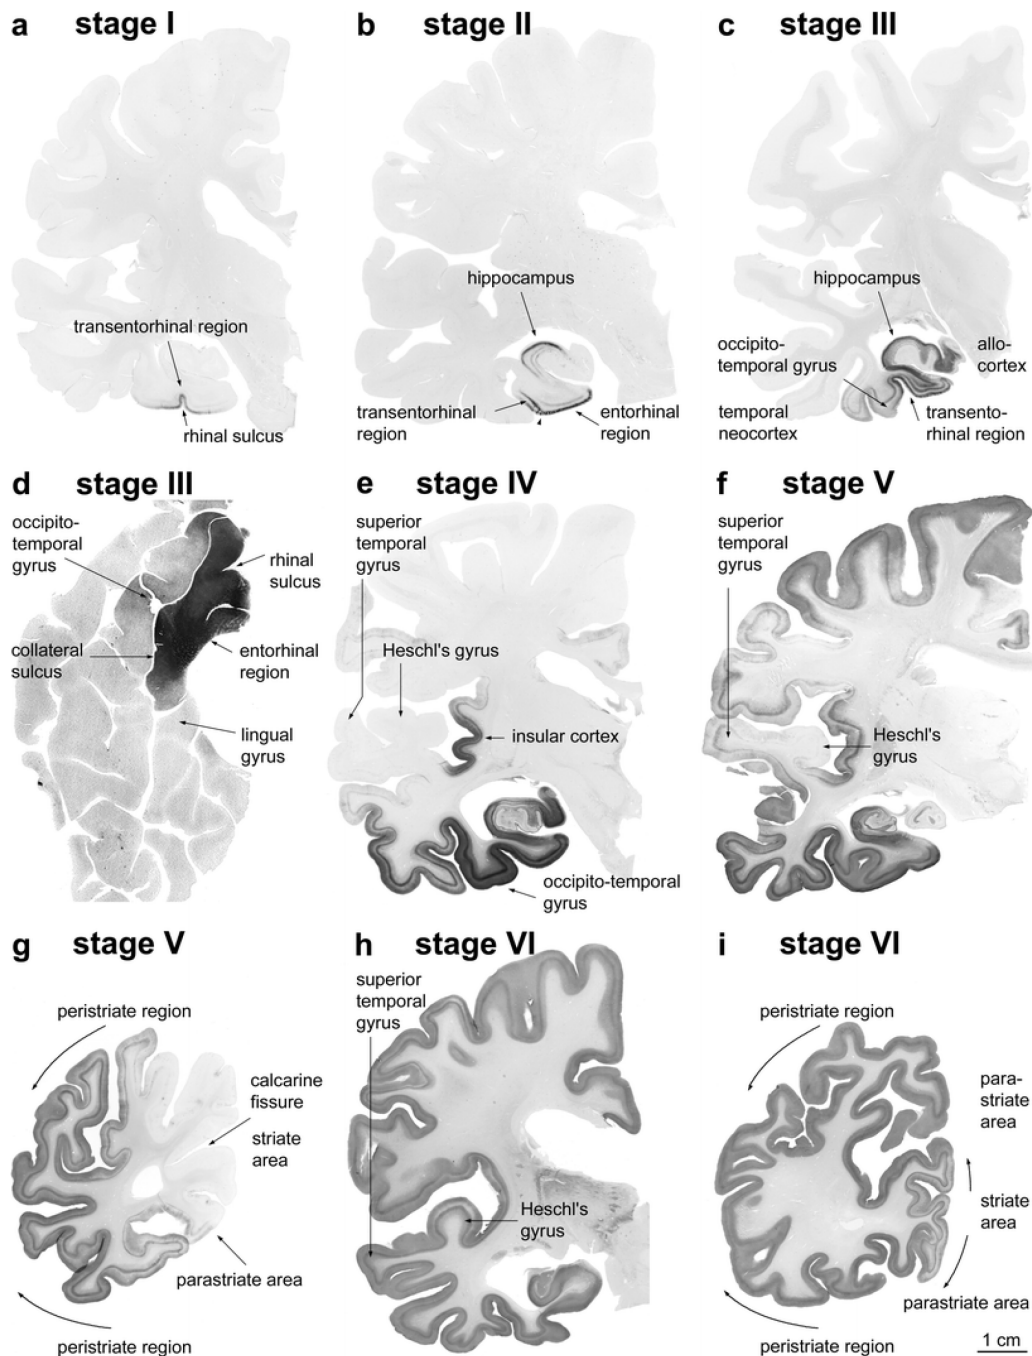 a stage I
transentorhinal region
rhinal sulcus
b stage II
hippocampus
transentorhinal
region
entorhinal
region
c stage III
hippocampus
occipito-
temporal gyrus
allo-
cortex
temporal
neocortex
transento-
rhinal region
d stage III
occipito-
temporal
gyrus
rhinal
sulcus
collateral
sulcus
entorhinal
region
lingual
gyrus
e stage IV
superior
temporal
gyrus
Heschl's gyrus
insular cortex
occipito-temporal
gyrus
f stage V
superior
temporal
gyrus
Heschl's
gyrus
g stage V
peristriate region
calcarine
fissure
striate
area
parastriate area
peristriate region
h stage VI
superior
temporal
gyrus
Heschl's
gyrus
i stage VI
peristriate region
para-
striate
area
striate
area
parastriate area
peristriate region
1 cm